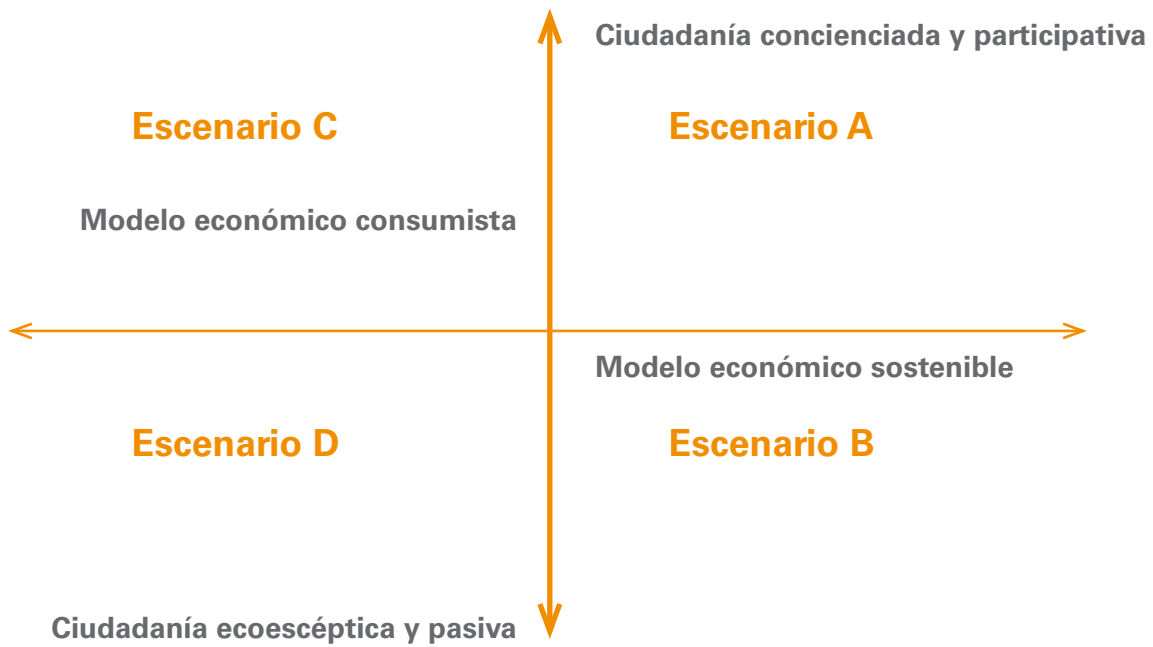 Ciudadanía concienciada y participativa
Escenario C
Escenario A
Modelo económico consumista
Modelo económico sostenible
Escenario D
Escenario B
Ciudadanía ecoescéptica y pasiva